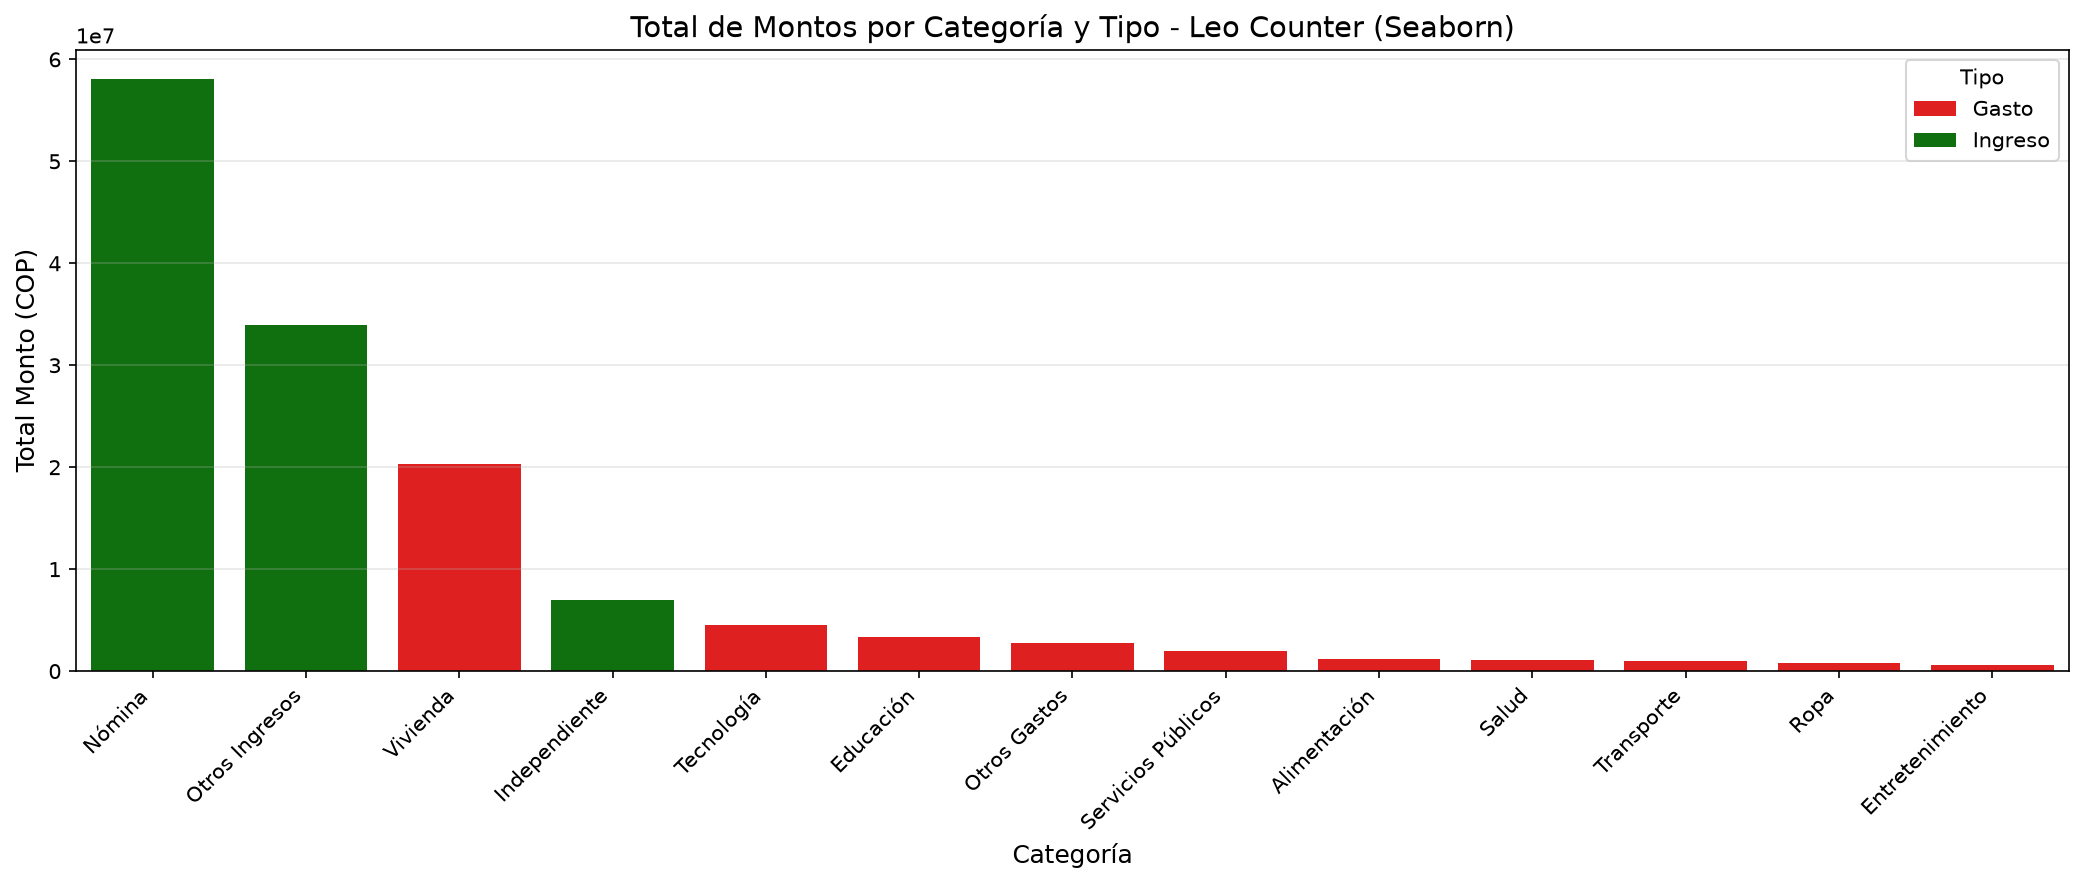 Total de Montos por Categoría y Tipo - Leo Counter (Seaborn)
1e7
6
5
4
3
2
1
0
Total Monto (COP)
Tipo
Gasto
Ingreso
Nómina
Otros Ingresos
Vivienda
Independiente
Tecnología
Educación
Otros Gastos
Servicios Públicos
Alimentación
Salud
Transporte
Ropa
Entretenimiento
Categoría